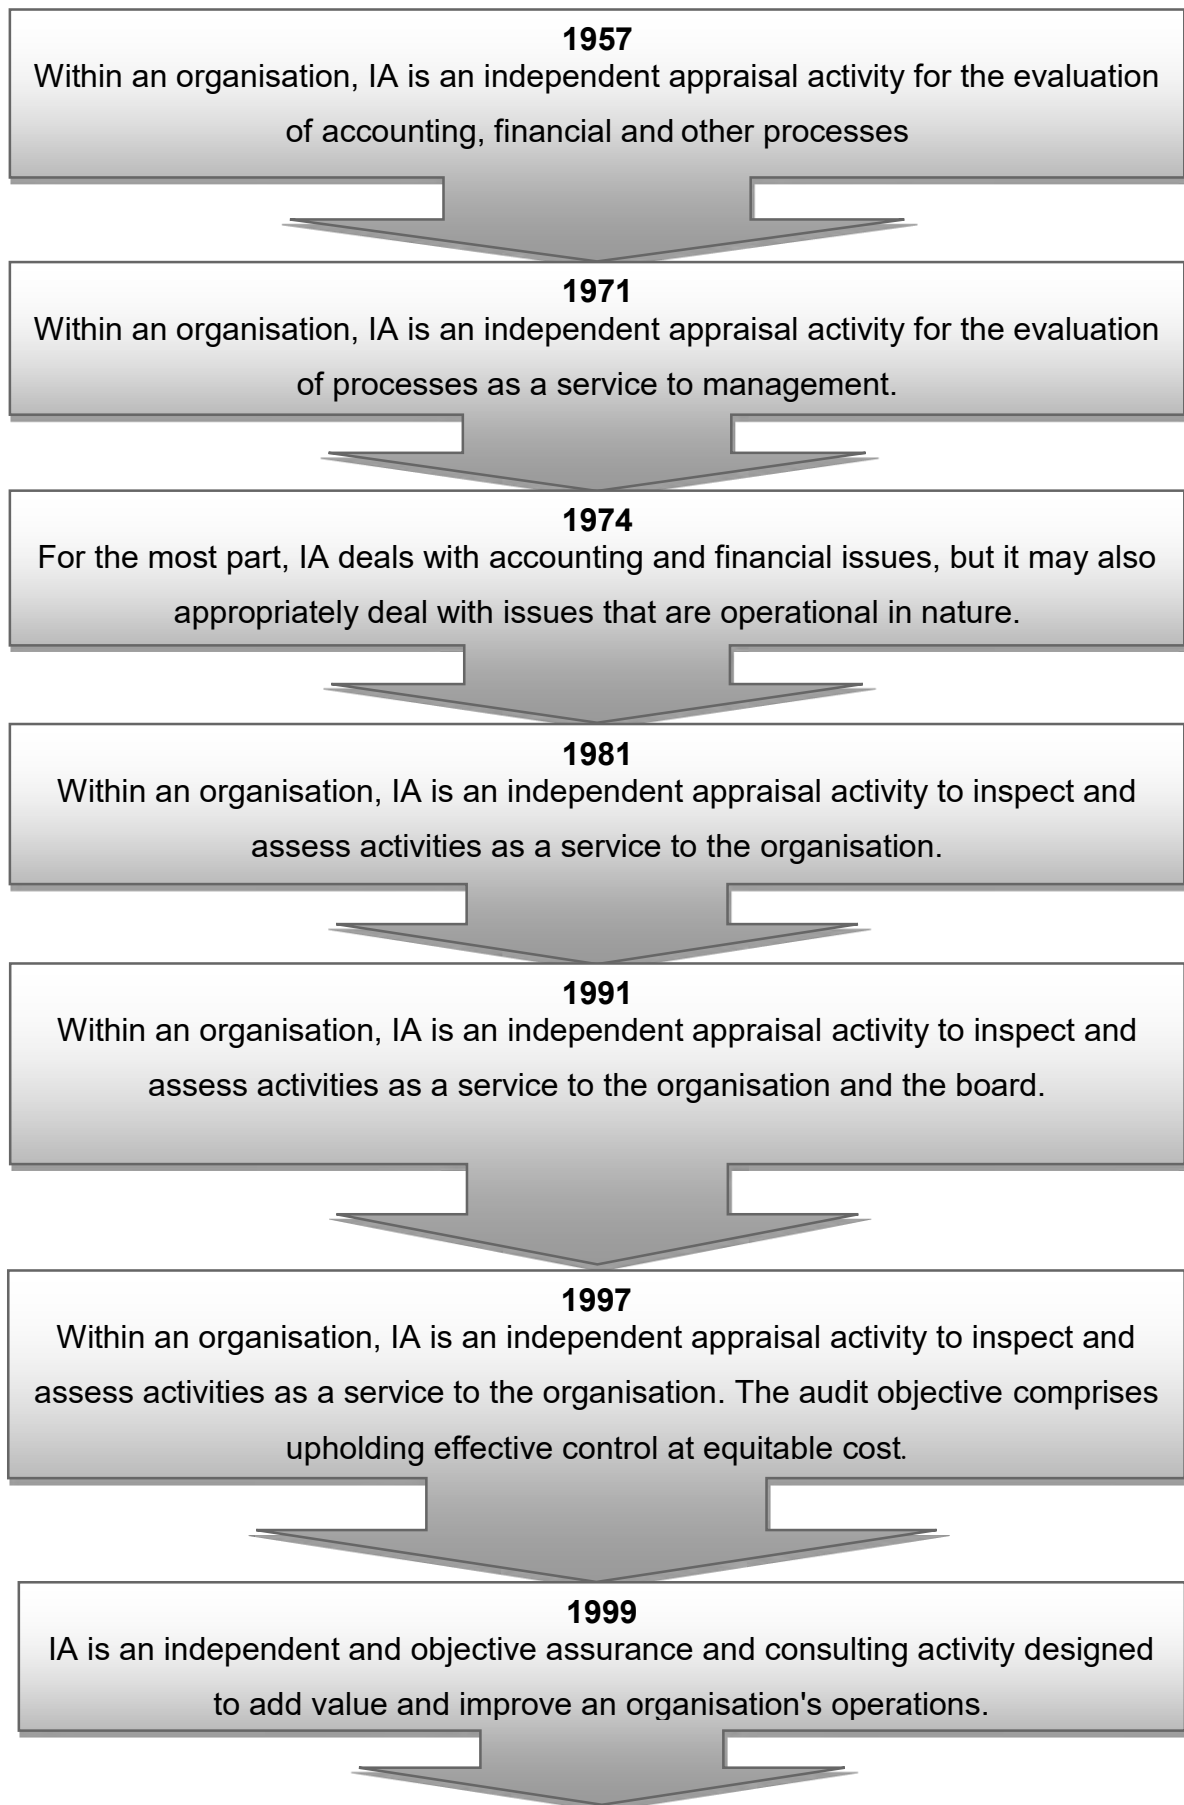 1957
Within an organisation, IA is an independent appraisal activity for the evaluation
of accounting, financial and other processes
1971
Within an organisation, IA is an independent appraisal activity for the evaluation
of processes as a service to management.
1974
For the most part, IA deals with accounting and financial issues, but it may also
appropriately deal with issues that are operational in nature.
1981
Within an organisation, IA is an independent appraisal activity to inspect and
assess activities as a service to the organisation.
1991
Within an organisation, IA is an independent appraisal activity to inspect and
assess activities as a service to the organisation and the board.
1997
Within an organisation, IA is an independent appraisal activity to inspect and
assess activities as a service to the organisation. The audit objective comprises
upholding effective control at equitable cost.
1999
IA is an independent and objective assurance and consulting activity designed
to add value and improve an organisation's operations.